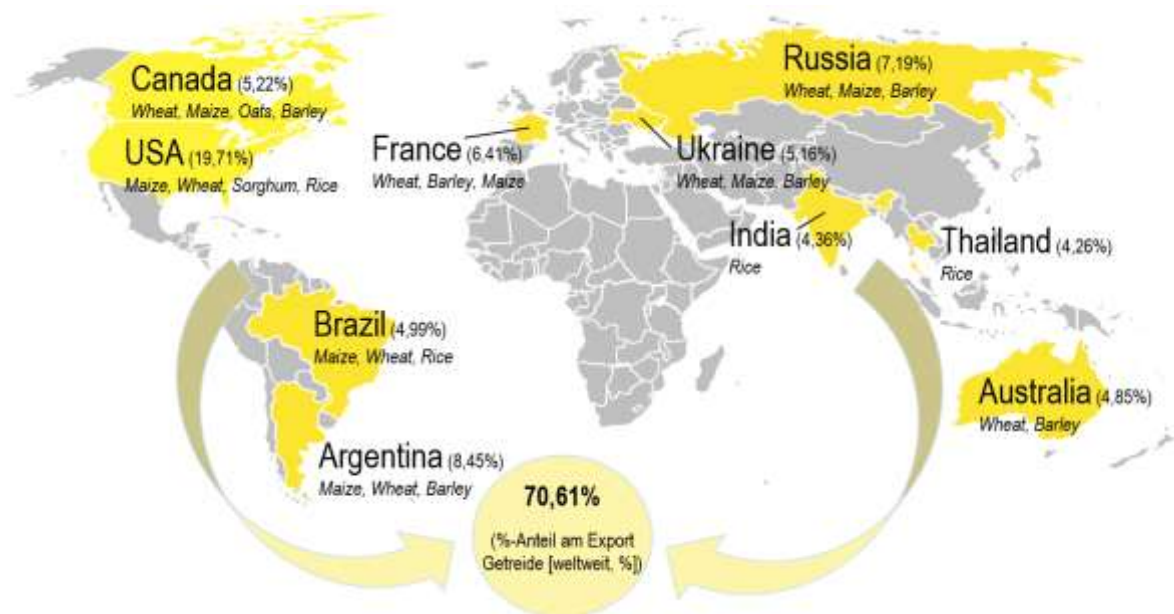 Canada (5,22%)
Wheat, Maize, Oats, Barley
USA (19,71%)
Maize, Wheat, Sorghum, Rice
France (6,41%)
Wheat, Barley, Maize
Russia (7,19%)
Wheat, Maize, Barley
Ukraine (5,16%)
Wheat, Maize, Barley
India (4,36%)
Rice
Thailand (4,26%)
Rice
Brazil (4,99%)
Maize, Wheat, Rice
Australia (4,85%)
Wheat, Barley
Argentina (8,45%)
Maize, Wheat, Barley
70,61%
(%-Anteil am Export
Getreide [weltweit, %])